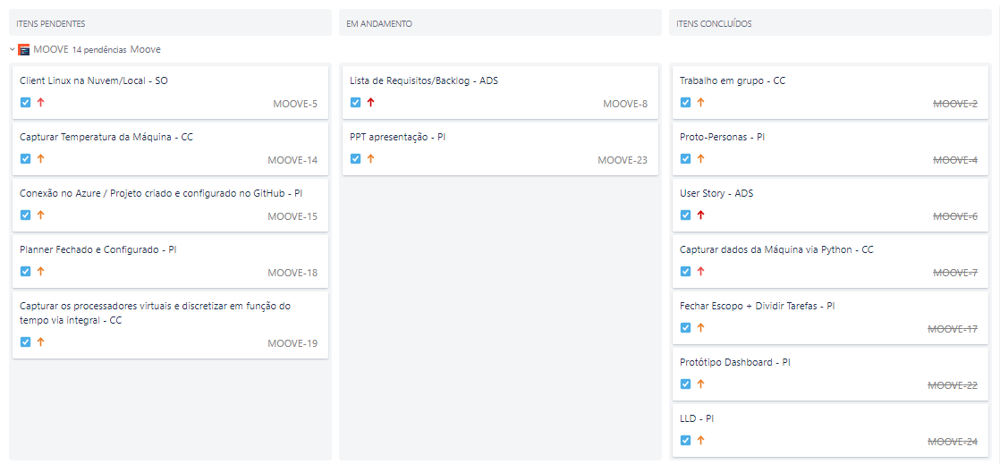 ITENS PENDENTES
EM ANDAMENTO
ITENS CONCLUÍDOS
MOOVE 14 pendências Moove
Client Linux na Nuvem/Local - SO
MOOVE-5
Capturar Temperatura da Máquina - CC
MOOVE-14
Conexão no Azure / Projeto criado e configurado no GitHub - PI
MOOVE-15
Planner Fechado e Configurado - PI
MOOVE-18
Capturar os processadores virtuais e discretizar em função do
tempo via integral - CC
MOOVE-19
Lista de Requisitos/Backlog - ADS
MOOVE-8
PPT apresentação - PI
MOOVE-23
Trabalho em grupo - CC
MOOVE-2
Proto-Personas - PI
MOOVE-4
User Story - ADS
MOOVE-6
Capturar dados da Máquina via Python - CC
MOOVE-7
Fechar Escopo + Dividir Tarefas - PI
MOOVE-17
Protótipo Dashboard - PI
MOOVE-22
LLD - PI
MOOVE-24